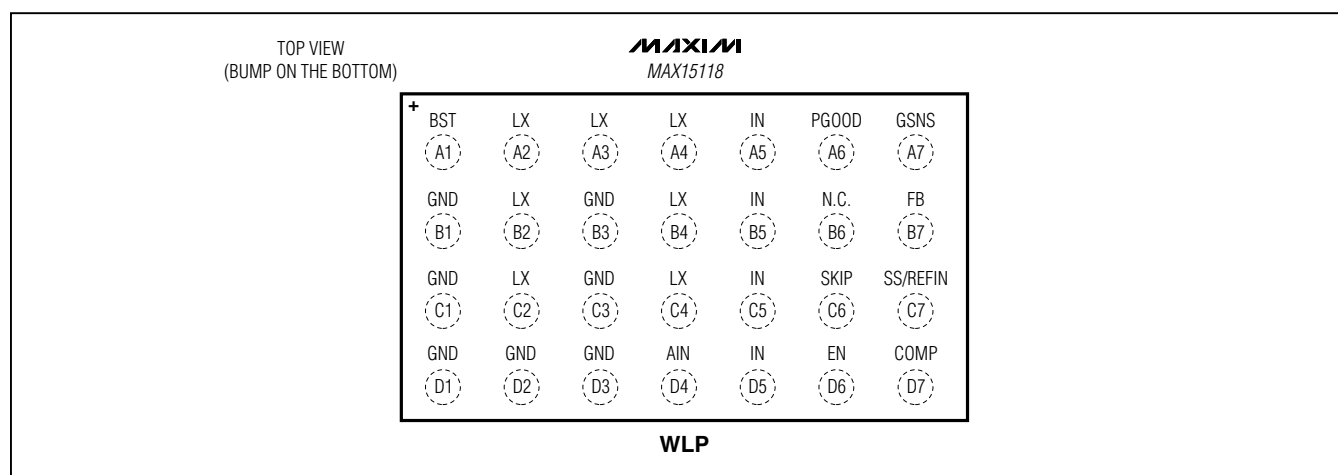 TOP VIEW
(BUMP ON THE BOTTOM)
MAXIM
MAX15118
+
BST LX LX LX IN PGOOD GSNS
A1 A2 A3 A4 A5 A6 A7
GND LX GND LX IN N.C. FB
B1 B2 B3 B4 B5 B6 B7
GND LX GND LX IN SKIP SS/REFIN
C1 C2 C3 C4 C5 C6 C7
GND GND GND AIN IN EN COMP
D1 D2 D3 D4 D5 D6 D7
WLP